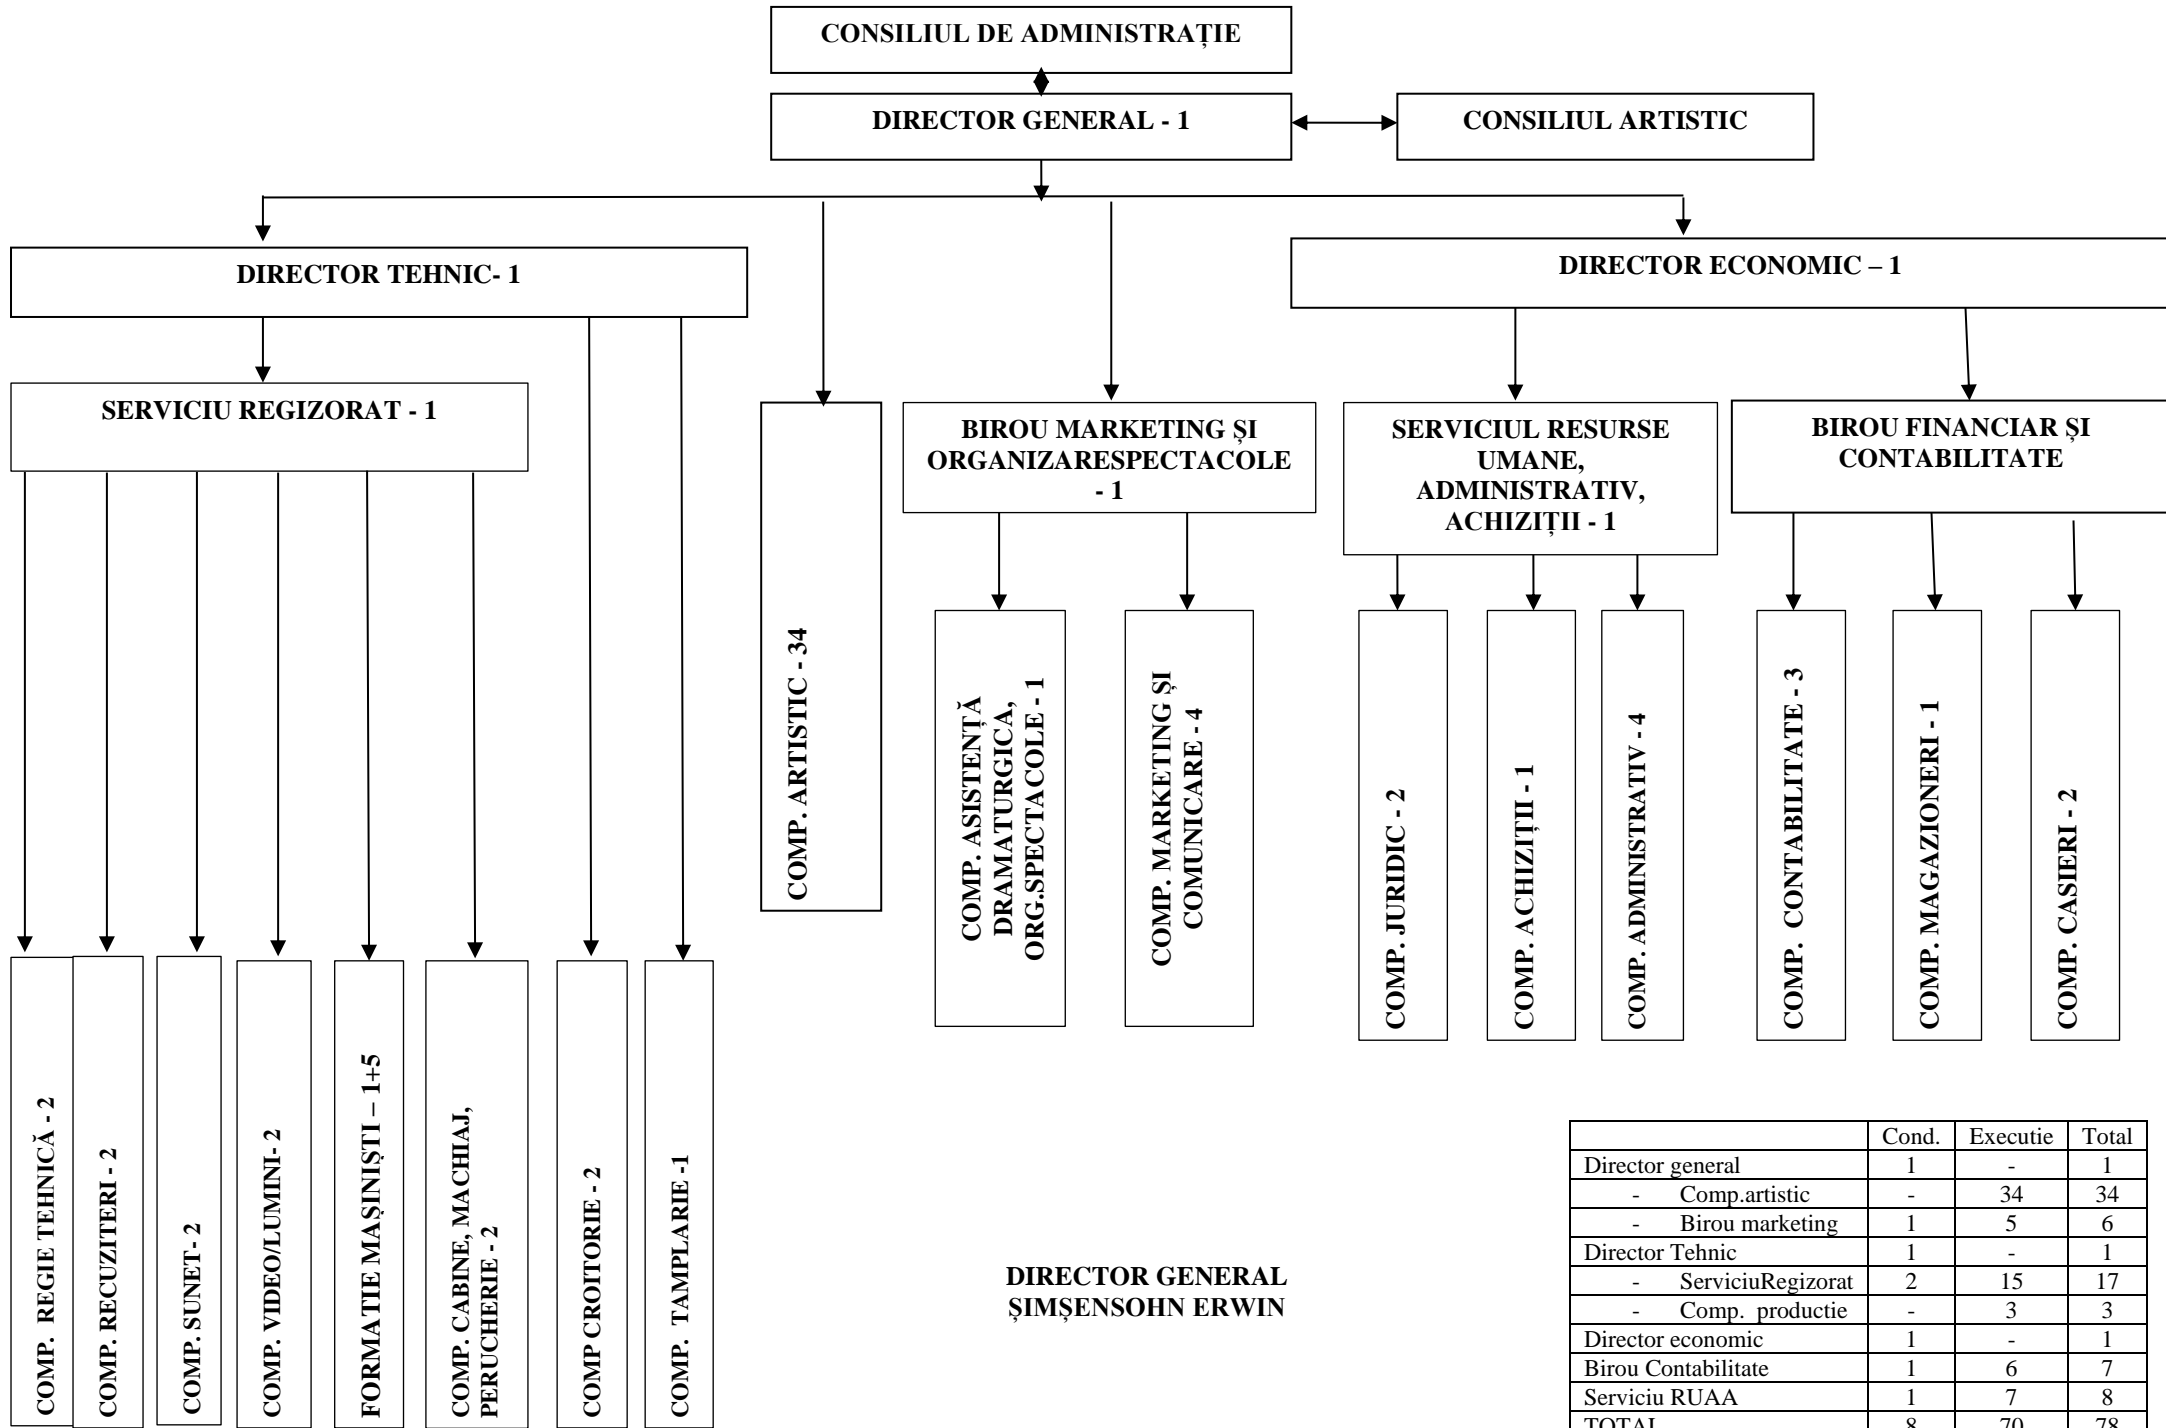 CONSILIUL DE ADMINISTRAȚIE
DIRECTOR GENERAL - 1
CONSILIUL ARTISTIC
DIRECTOR TEHNIC- 1
DIRECTOR ECONOMIC – 1
SERVICIU REGIZORAT - 1
COMP. ARTISTIC - 34
BIROU MARKETING ȘI
ORGANIZARESPECTACOLE
- 1
SERVICIUL RESURSE
UMANE,
ADMINISTRATIV,
ACHIZIȚII - 1
BIROU FINANCIAR ȘI
CONTABILITATE
COMP. ASISTENȚĂ
DRAMATURGICA,
ORG.SPECTACOLE - 1
COMP. MARKETING ȘI
COMUNICARE - 4
COMP. JURIDIC - 2
COMP. ACHIZIȚII - 1
COMP. ADMINISTRATIV - 4
COMP. CONTABILITATE - 3
COMP. MAGAZIONERI - 1
COMP. CASIERI - 2
COMP. REGIE TEHNICĂ - 2
COMP. RECUZITERI - 2
COMP. SUNET- 2
COMP. VIDEO/LUMINI- 2
FORMATIE MAȘINIȘTI – 1+5
COMP. CABINE, MACHIAJ,
PERUCHERIE - 2
COMP CROITORIE - 2
COMP. TAMPLARIE -1
DIRECTOR GENERAL
ȘIMȘENSOHN ERWIN
Cond. Executie Total
Director general 1 - 1
- Comp.artistic - 34 34
- Birou marketing 1 5 6
Director Tehnic 1 - 1
- ServiciuRegizorat 2 15 17
- Comp. productie - 3 3
Director economic 1 - 1
Birou Contabilitate 1 6 7
Serviciu RUAA 1 7 8
TOTAL 8 70 78